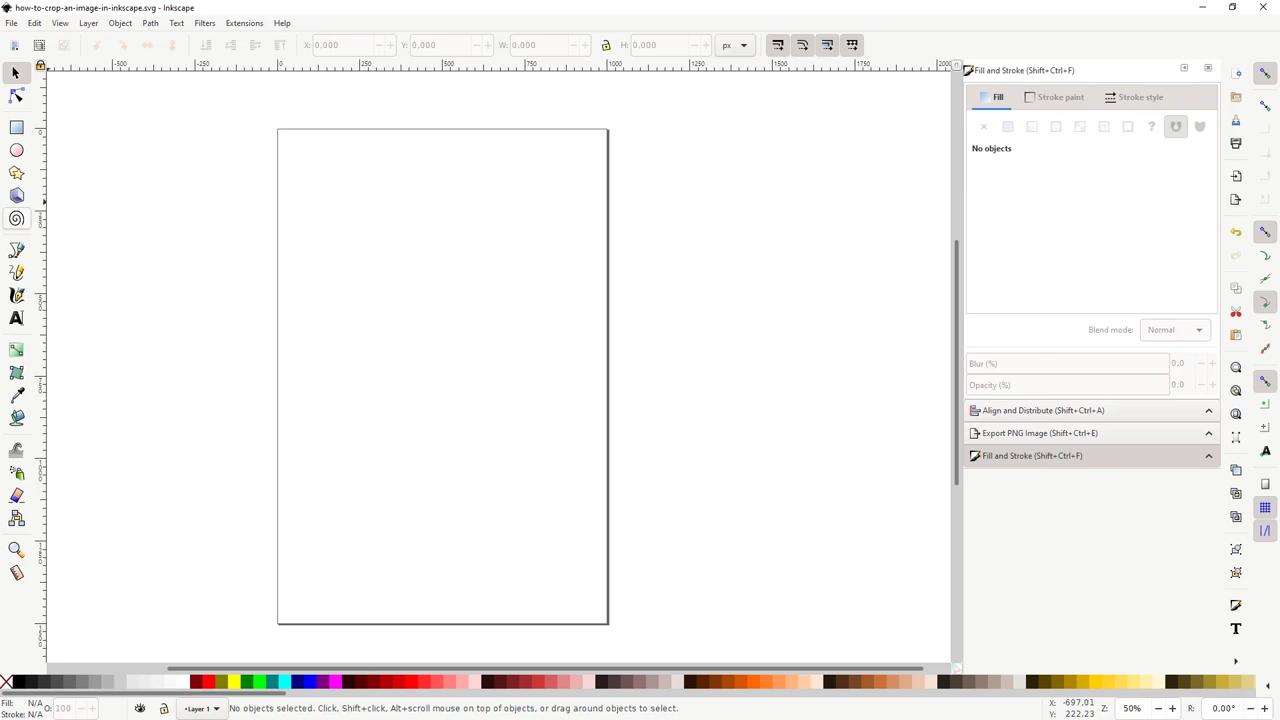 how-to-crop-an-image-in-inkscape.svg - Inkscape
File Edit View Layer Object Path Text Filters Extensions Help
X: 0,000 Y: 0,000 W: 0,000 H: 0,000 px
-500 -250 0 250 500 750 1000 1250 1500 1750 2000
Fill and Stroke (Shift+Ctrl+F)
Fill Stroke paint Stroke style
No objects
Blend mode: Normal
Blur (%) 0,0
Opacity (%) 0,0
Align and Distribute (Shift+Ctrl+A)
Export PNG Image (Shift+Ctrl+E)
Fill and Stroke (Shift+Ctrl+F)
Fill: N/A
Stroke: N/A
O: 100
Layer 1
No objects selected. Click, Shift+click, Alt+scroll mouse on top of objects, or drag around objects to select.
X: -697,01
Y: 222,23
Z: 50%
R: 0,00°